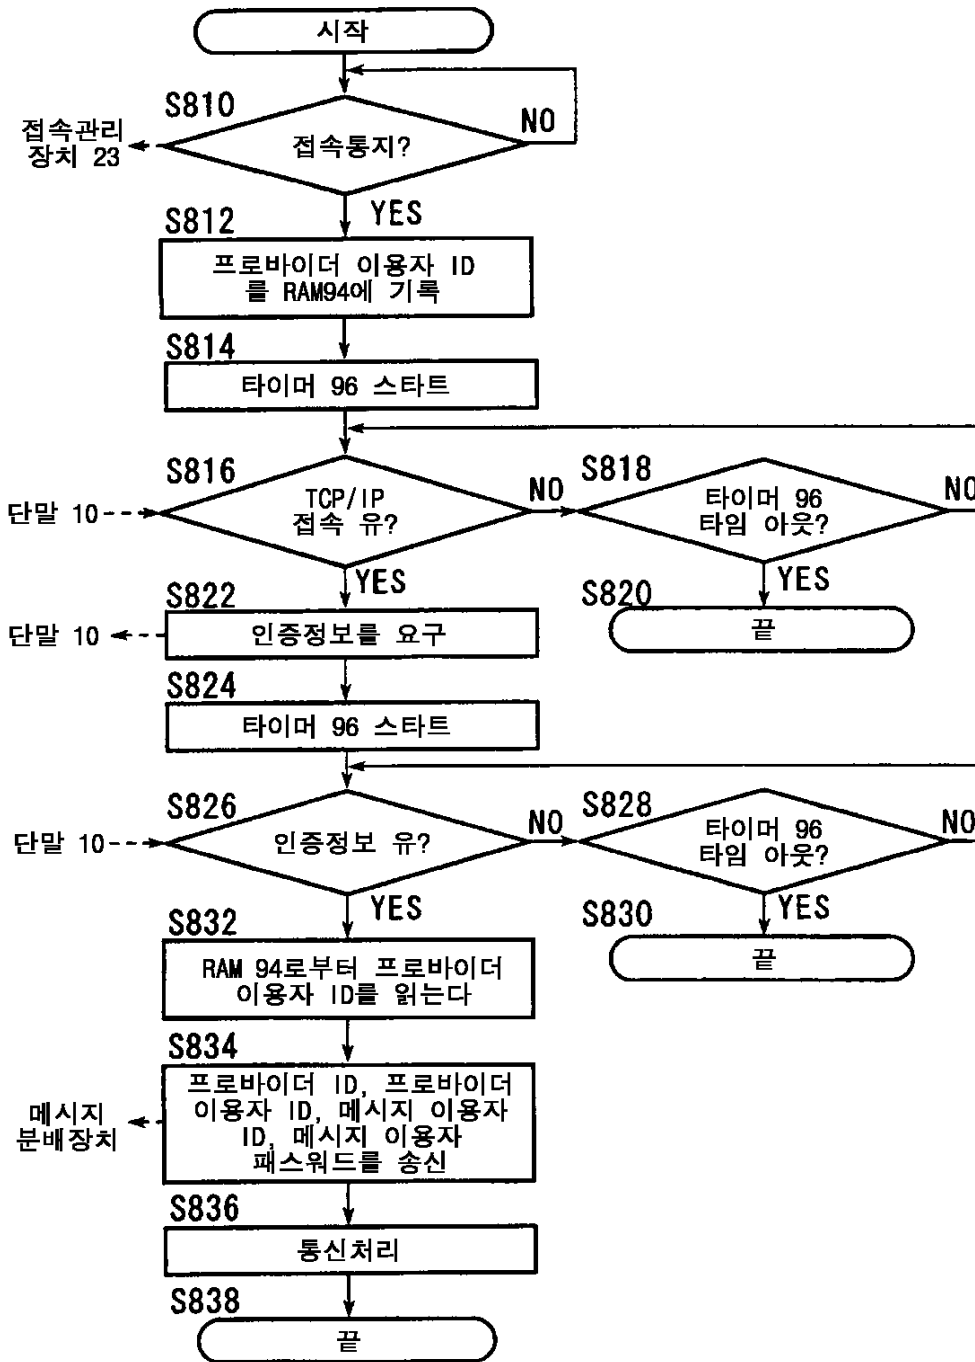 시작
S810
접속통지?
NO
접속관리
장치 23
YES
S812
프로바이더 이용자 ID
를 RAM94에 기록
S814
타이머 96 스타트
S816
TCP/IP
접속 유?
단말 10
NO
S818
타이머 96
타임 아웃?
NO
YES
YES
S820
끝
S822
인증정보를 요구
단말 10
S824
타이머 96 스타트
S826
인증정보 유?
단말 10
NO
S828
타이머 96
타임 아웃?
NO
YES
YES
S830
끝
S832
RAM 94로부터 프로바이더
이용자 ID를 읽는다
S834
프로바이더 ID, 프로바이더
이용자 ID, 메시지 이용자
ID, 메시지 이용자
패스워드를 송신
메시지
분배장치
S836
통신처리
S838
끝